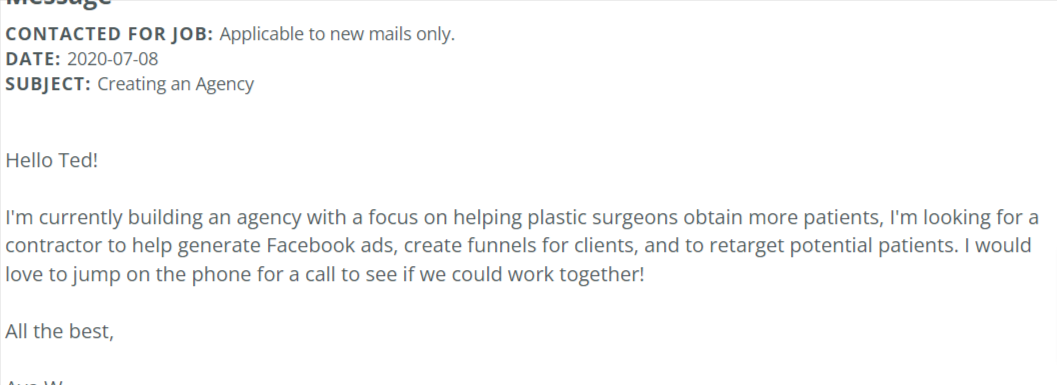 Message
CONTACTED FOR JOB: Applicable to new mails only.
DATE: 2020-07-08
SUBJECT: Creating an Agency
Hello Ted!
I'm currently building an agency with a focus on helping plastic surgeons obtain more patients, I'm looking for a
contractor to help generate Facebook ads, create funnels for clients, and to retarget potential patients. I would
love to jump on the phone for a call to see if we could work together!
All the best,